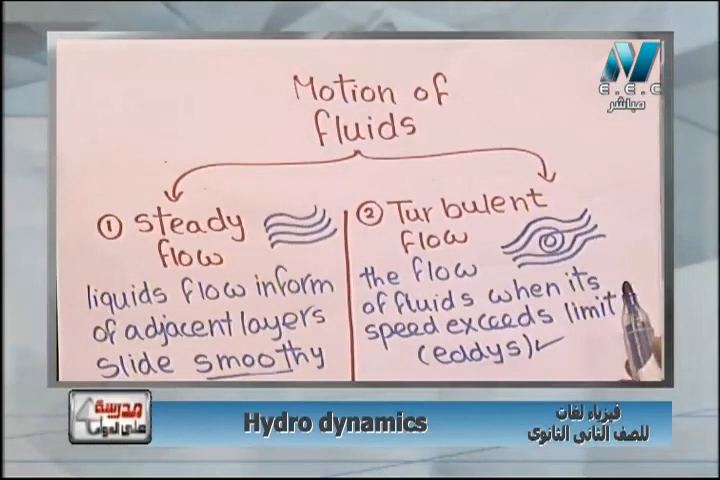 E.E.C
مباشر
Motion of
fluids
① Steady
flow
liquids flow inform
of adjacent layers
slide smoothy
② Turbulent
flow
the flow
of fluids when its
speed exceeds limit
(eddys)
مدرسة
على الهواء
Hydro dynamics
فيزياء لغات
للصف الثانى الثانوى